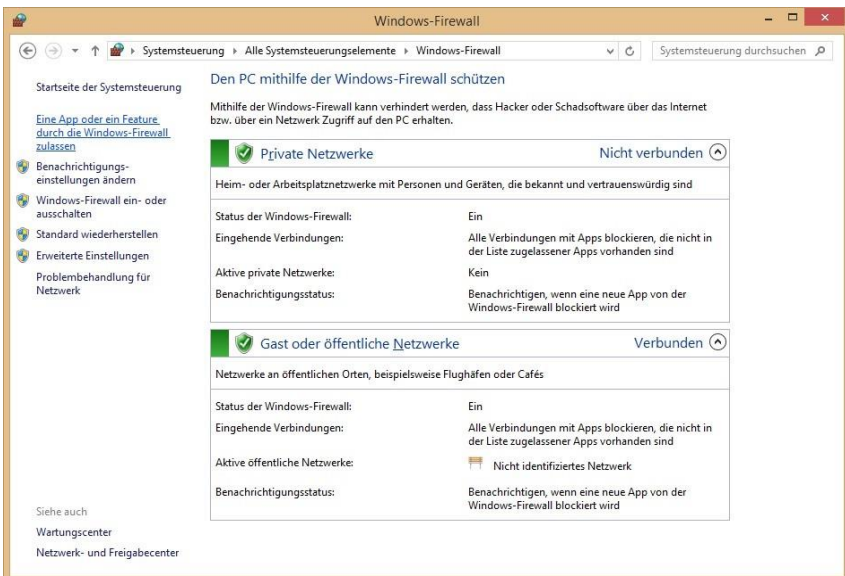 Windows-Firewall
Systemsteuerung ▸ Alle Systemsteuerungselemente ▸ Windows-Firewall
Systemsteuerung durchsuchen
Startseite der Systemsteuerung
Eine App oder ein Feature
durch die Windows-Firewall
zulassen
Benachrichtigungs-
einstellungen ändern
Windows-Firewall ein- oder
ausschalten
Standard wiederherstellen
Erweiterte Einstellungen
Problembehandlung für
Netzwerk
Den PC mithilfe der Windows-Firewall schützen
Mithilfe der Windows-Firewall kann verhindert werden, dass Hacker oder Schadsoftware über das Internet
bzw. über ein Netzwerk Zugriff auf den PC erhalten.
Private Netzwerke Nicht verbunden
Heim- oder Arbeitsplatznetzwerke mit Personen und Geräten, die bekannt und vertrauenswürdig sind
Status der Windows-Firewall: Ein
Eingehende Verbindungen: Alle Verbindungen mit Apps blockieren, die nicht in
der Liste zugelassener Apps vorhanden sind
Aktive private Netzwerke: Kein
Benachrichtigungsstatus: Benachrichtigen, wenn eine neue App von der
Windows-Firewall blockiert wird
Gast oder öffentliche Netzwerke Verbunden
Netzwerke an öffentlichen Orten, beispielsweise Flughäfen oder Cafés
Status der Windows-Firewall: Ein
Eingehende Verbindungen: Alle Verbindungen mit Apps blockieren, die nicht in
der Liste zugelassener Apps vorhanden sind
Aktive öffentliche Netzwerke: Nicht identifiziertes Netzwerk
Benachrichtigungsstatus: Benachrichtigen, wenn eine neue App von der
Windows-Firewall blockiert wird
Siehe auch
Wartungscenter
Netzwerk- und Freigabecenter